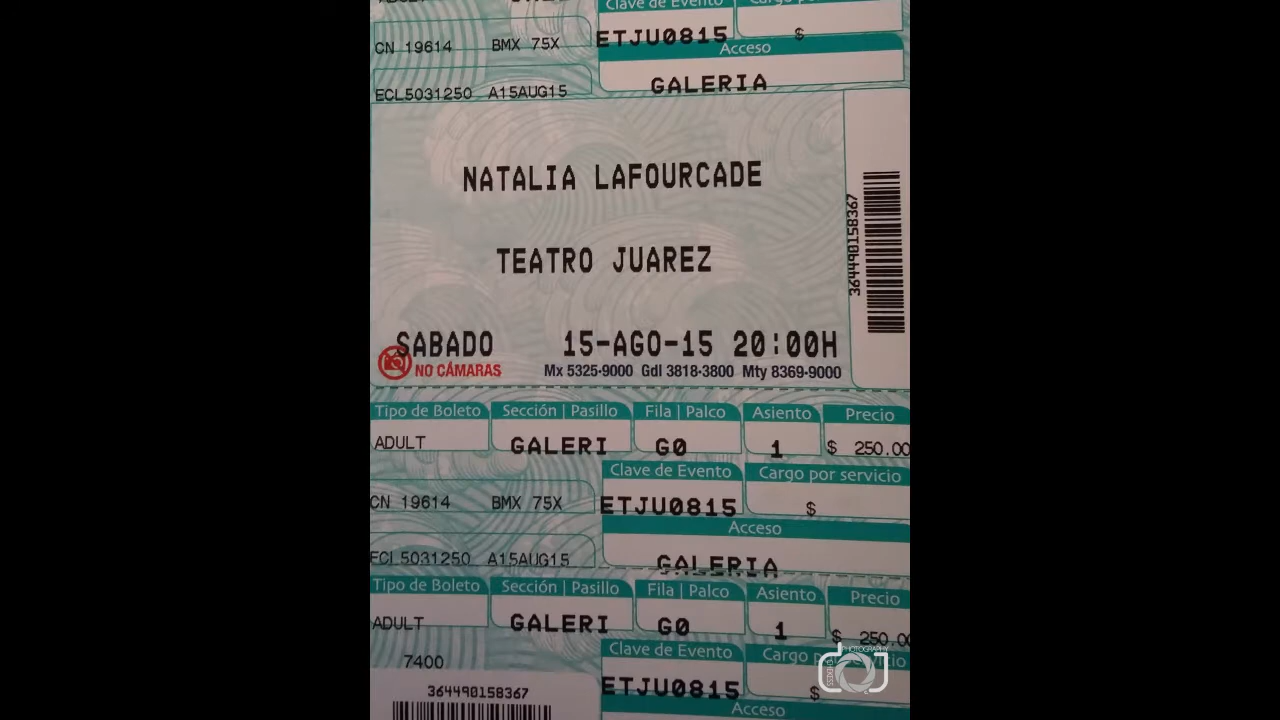 Clave de Evento
ETJU0815 $
CN 19614 BMX 75X
Acceso
GALERIA
ECL5031250 A15AUG15
NATALIA LAFOURCADE
TEATRO JUAREZ
364490158367
SABADO 15-AGO-15 20:00H
NO CÁMARAS Mx 5325-9000 Gdl 3818-3800 Mty 8369-9000
Tipo de Boleto Sección | Pasillo Fila | Palco Asiento Precio
ADULT GALERI G0 1 $ 250.00
Clave de Evento Cargo por servicio
CN 19614 BMX 75X ETJU0815 $
Acceso
ECL5031250 A15AUG15 GALERIA
Tipo de Boleto Sección | Pasillo Fila | Palco Asiento Precio
ADULT GALERI G0 1 $ 250.00
Clave de Evento Cargo servicio
PHOTOGRAPHY
7400
364490158367 ETJU0815 $
Acceso